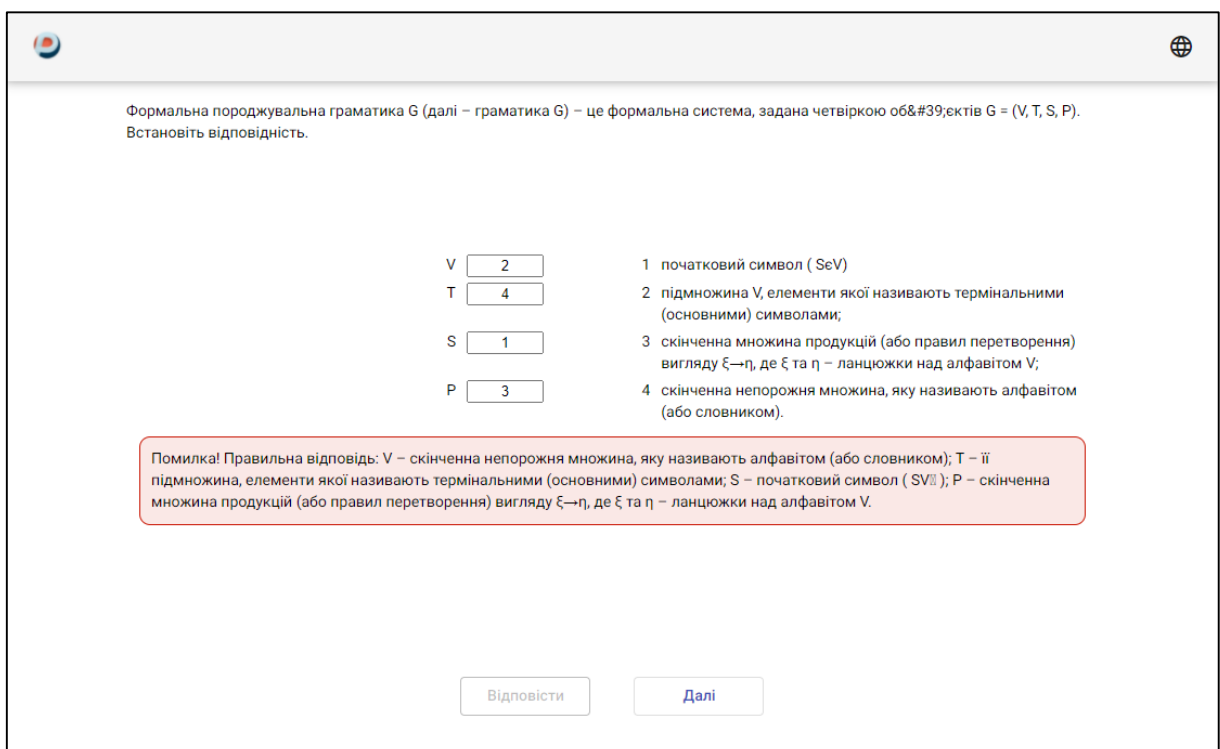 Формальна породжувальна граматика G (далі – граматика G) – це формальна система, задана четвіркою об&#39;єктів G = (V, T, S, P).
Встановіть відповідність.
V 2 1 початковий символ ( SєV)
T 4 2 підмножина V, елементи якої називають термінальними
(основними) символами;
S 1 3 скінченна множина продукцій (або правил перетворення)
вигляду ξ→η, де ξ та η – ланцюжки над алфавітом V;
P 3 4 скінченна непорожня множина, яку називають алфавітом
(або словником).
Помилка! Правильна відповідь: V – скінченна непорожня множина, яку називають алфавітом (або словником); T – її
підмножина, елементи якої називають термінальними (основними) символами; S – початковий символ ( SV ); P – скінченна
множина продукцій (або правил перетворення) вигляду ξ→η, де ξ та η – ланцюжки над алфавітом V.
Відповісти Далі